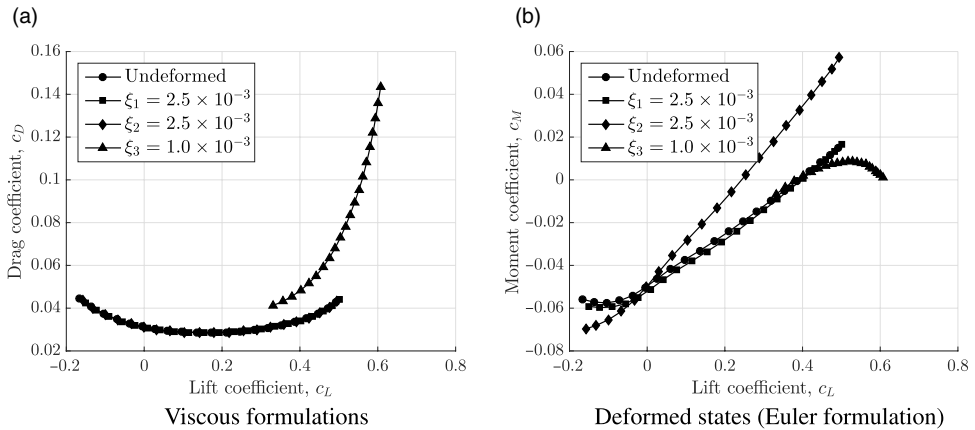 (a)
0.16
0.14
0.12
0.1
0.08
0.06
0.04
0.02
Drag coefficient, c_D
Undeformed
ξ₁ = 2.5 × 10⁻³
ξ₂ = 2.5 × 10⁻³
ξ₃ = 1.0 × 10⁻³
−0.2 0 0.2 0.4 0.6 0.8
Lift coefficient, c_L
Viscous formulations
(b)
0.06
0.04
0.02
0
−0.02
−0.04
−0.06
−0.08
Moment coefficient, c_M
Undeformed
ξ₁ = 2.5 × 10⁻³
ξ₂ = 2.5 × 10⁻³
ξ₃ = 1.0 × 10⁻³
−0.2 0 0.2 0.4 0.6 0.8
Lift coefficient, c_L
Deformed states (Euler formulation)